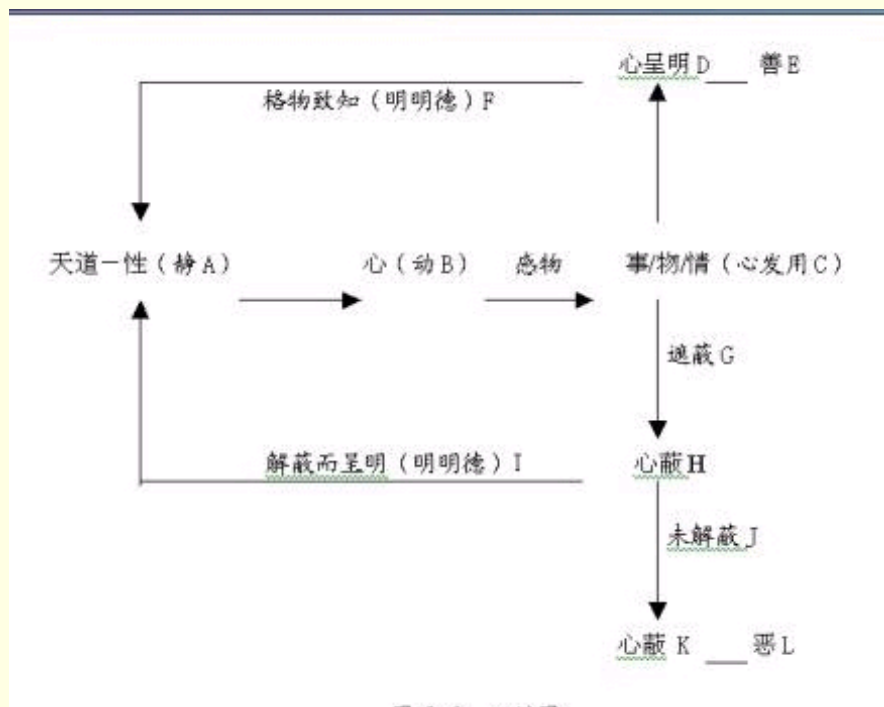 心呈明 D ___ 善 E
格物致知（明明德）F
天道－性（静 A）
心（动 B）
感物
事/物/情（心发用 C）
遮蔽 G
解蔽而呈明（明明德）I
心蔽 H
未解蔽 J
心蔽 K ___ 恶 L